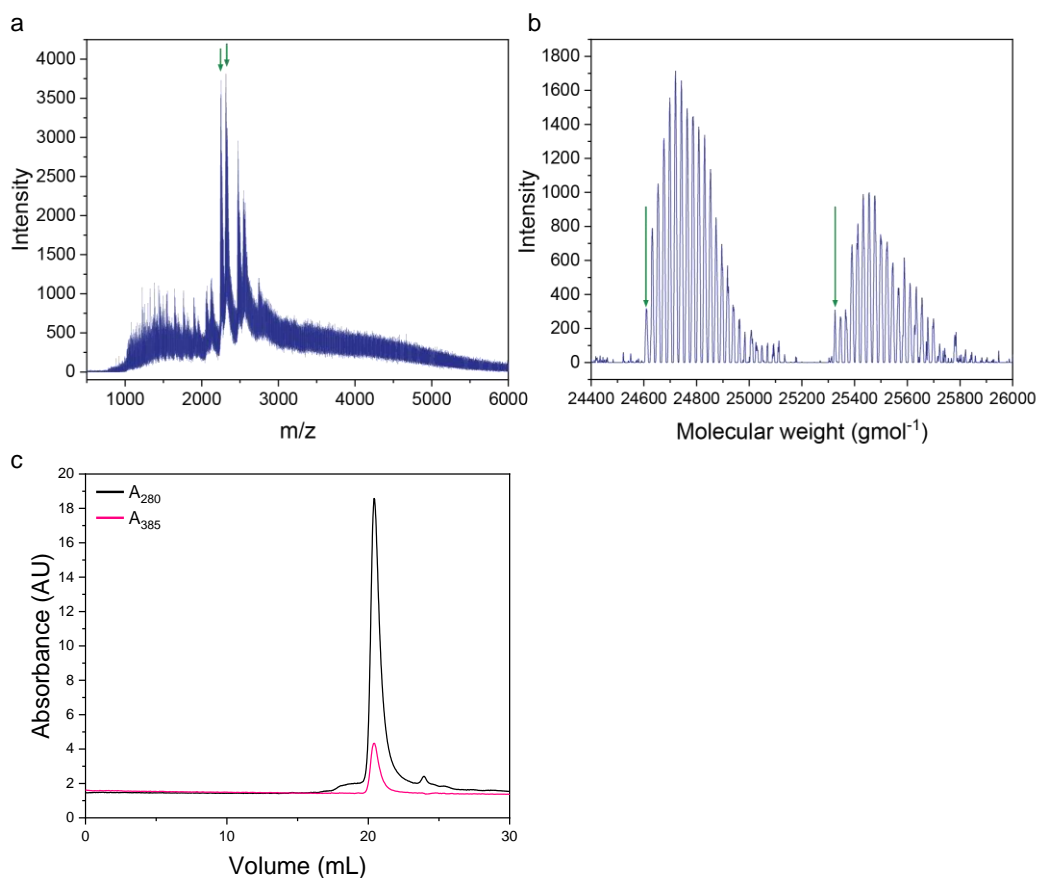 a
4000
3500
3000
2500
2000
1500
1000
500
0
Intensity
1000 2000 3000 4000 5000 6000
m/z
b
1800
1600
1400
1200
1000
800
600
400
200
0
Intensity
24400 24600 24800 25000 25200 25400 25600 25800 26000
Molecular weight (gmol⁻¹)
c
20
18
16
14
12
10
8
6
4
2
0
A₂₈₀
A₃₈₅
Absorbance (AU)
0 10 20 30
Volume (mL)